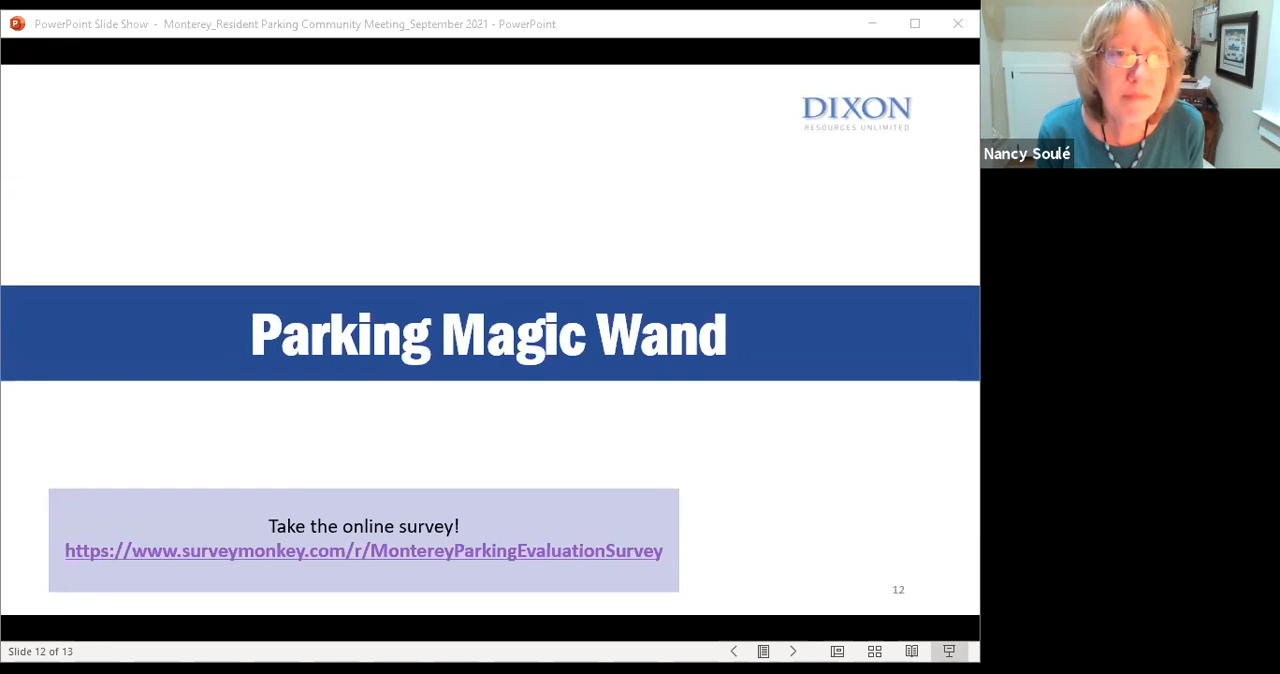 PowerPoint Slide Show - Monterey_Resident Parking Community Meeting_September 2021 - PowerPoint
DIXON
RESOURCES UNLIMITED
Nancy Soulé
Parking Magic Wand
Take the online survey!
https://www.surveymonkey.com/r/MontereyParkingEvaluationSurvey
12
Slide 12 of 13